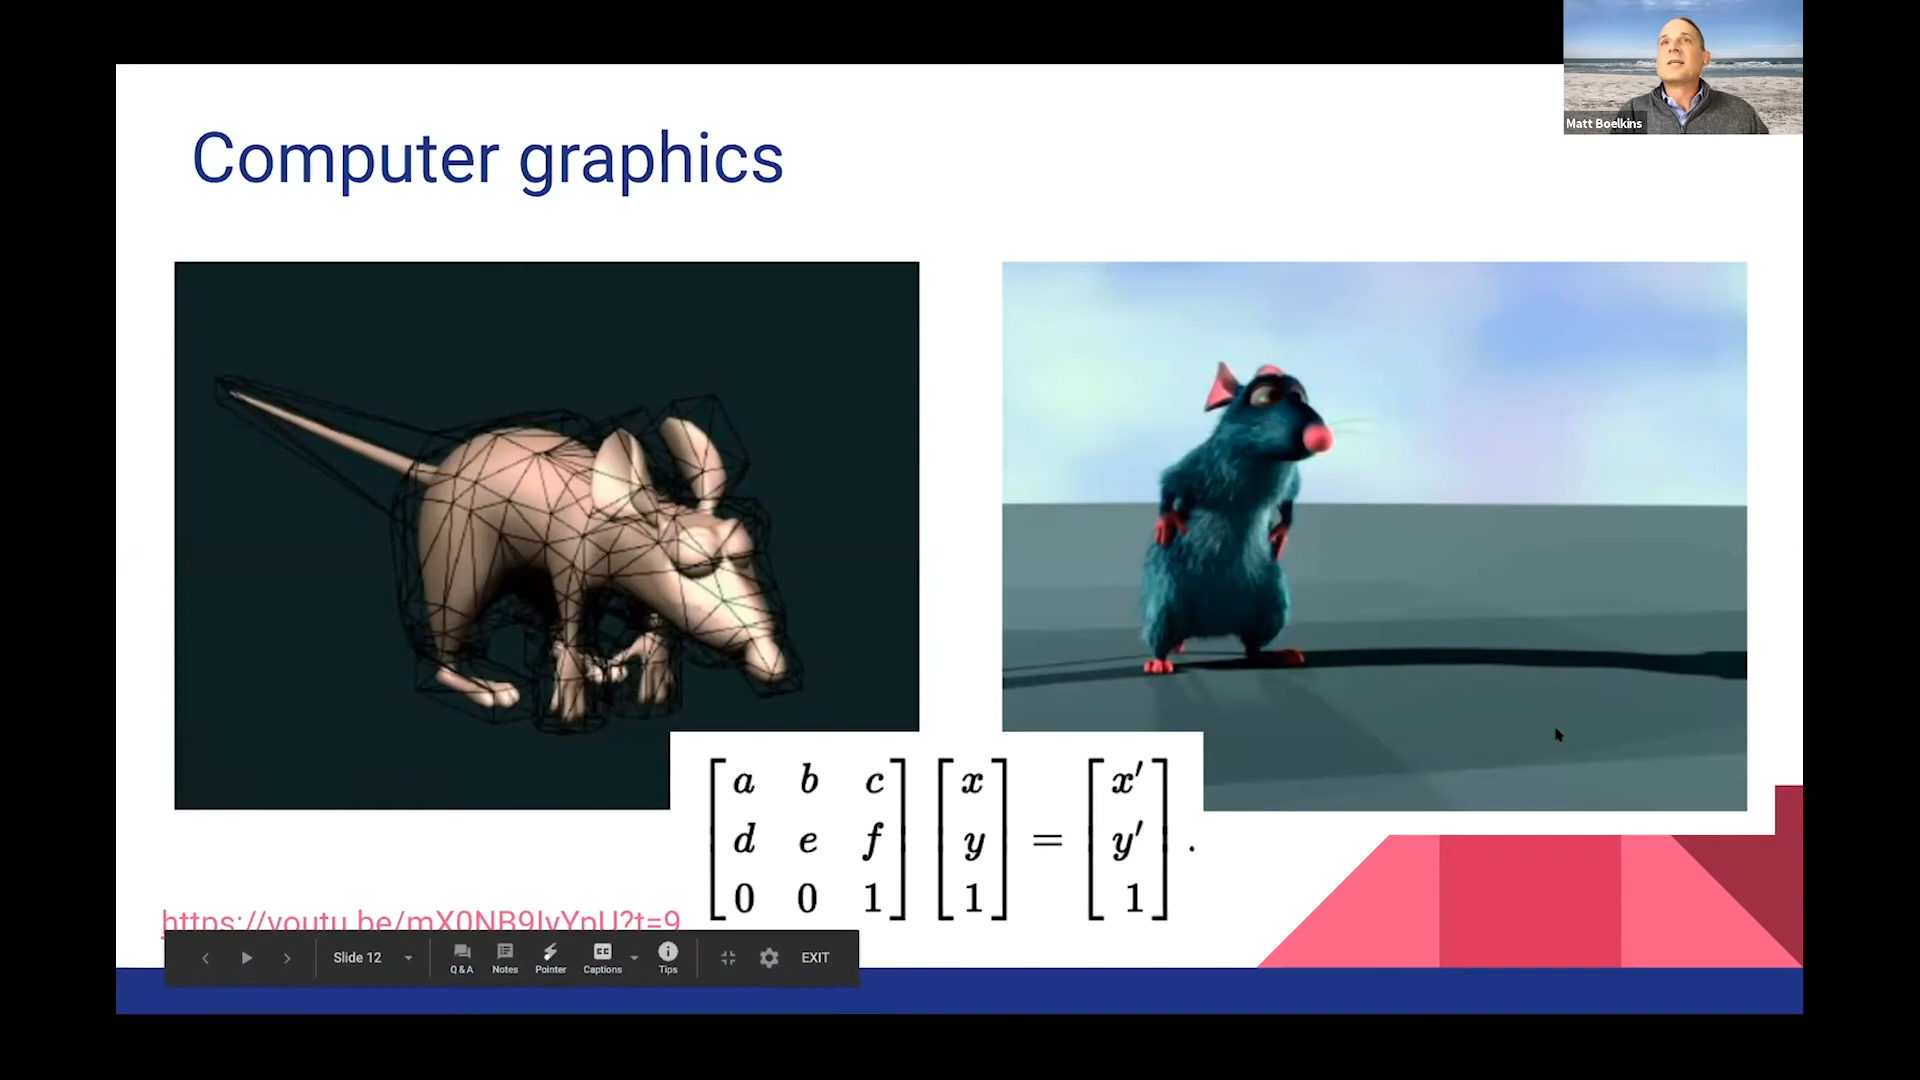 Matt Boelkins
Computer graphics
[a b c] [x] [x′]
[d e f] [y] = [y′] .
[0 0 1] [1] [1]
Slide 12
Q & A Notes Pointer Captions Tips EXIT